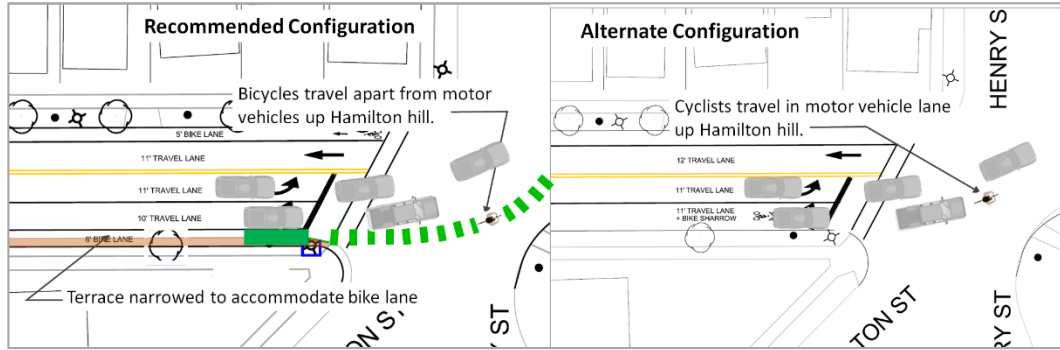 Recommended Configuration
Bicycles travel apart from motor
vehicles up Hamilton hill.
5' BIKE LANE
11' TRAVEL LANE
11' TRAVEL LANE
10' TRAVEL LANE
6' BIKE LANE
Terrace narrowed to accommodate bike lane
ON ST
ST
Alternate Configuration
HENRY S
Cyclists travel in motor vehicle lane
up Hamilton hill.
12' TRAVEL LANE
11' TRAVEL LANE
11' TRAVEL LANE
+ BIKE SHARROW
TON ST
RY ST